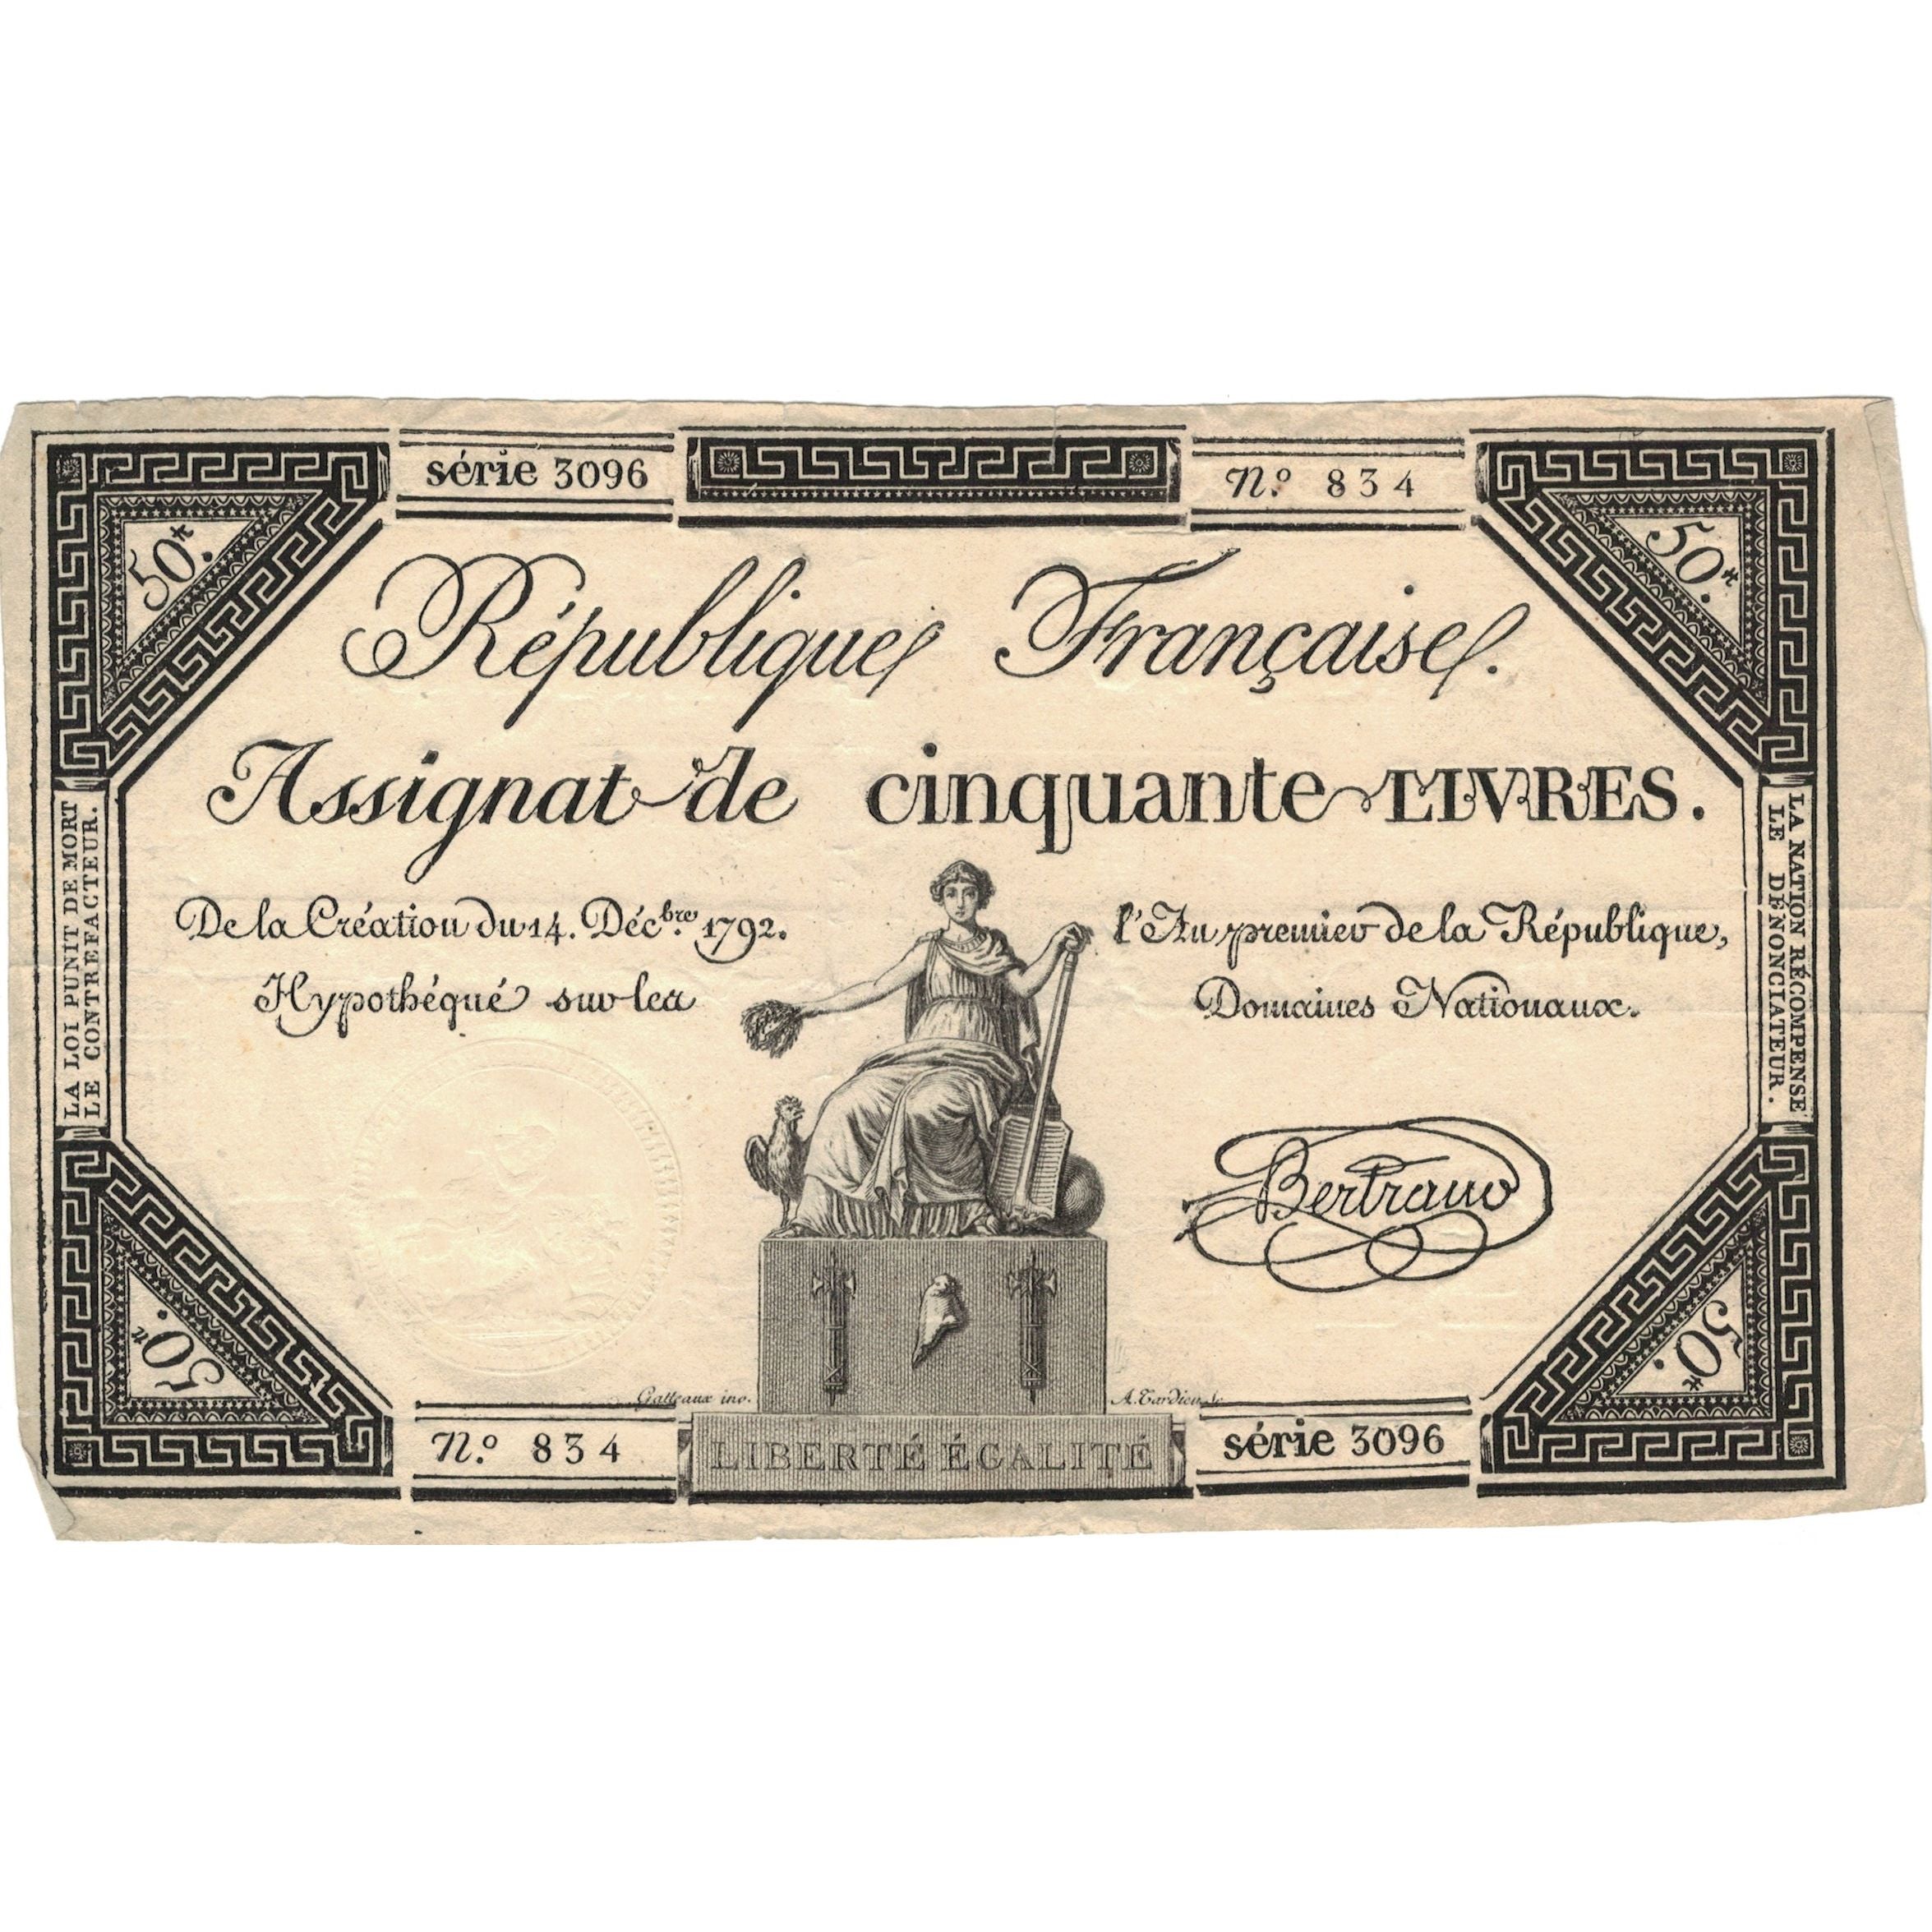 série 3096
N.º 834
50₶.
50₶.
République Française.
Assignat de cinquante LIVRES.
De la Création du 14. Déc.bre 1792.
l'An premier de la République,
Hypothéqué sur les
Domaines Nationaux.
LA LOI PUNIT DE MORT
LE CONTREFACTEUR.
LA NATION RÉCOMPENSE
LE DÉNONCIATEUR.
Bertrand
50₶.
50₶.
Gatteaux inv.
A. Tardieu
N.º 834
LIBERTÉ ÉGALITÉ
série 3096